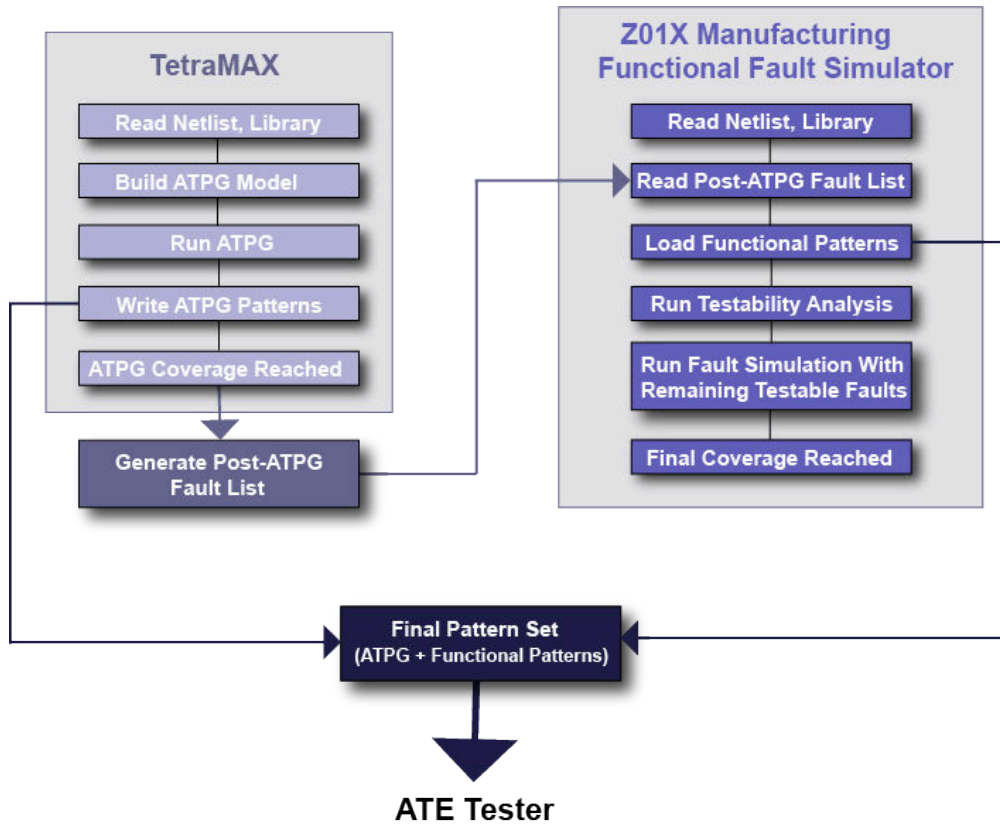 TetraMAX
Read Netlist, Library
Build ATPG Model
Run ATPG
Write ATPG Patterns
ATPG Coverage Reached
Generate Post-ATPG
Fault List
Z01X Manufacturing
Functional Fault Simulator
Read Netlist, Library
Read Post-ATPG Fault List
Load Functional Patterns
Run Testability Analysis
Run Fault Simulation With
Remaining Testable Faults
Final Coverage Reached
Final Pattern Set
(ATPG + Functional Patterns)
ATE Tester